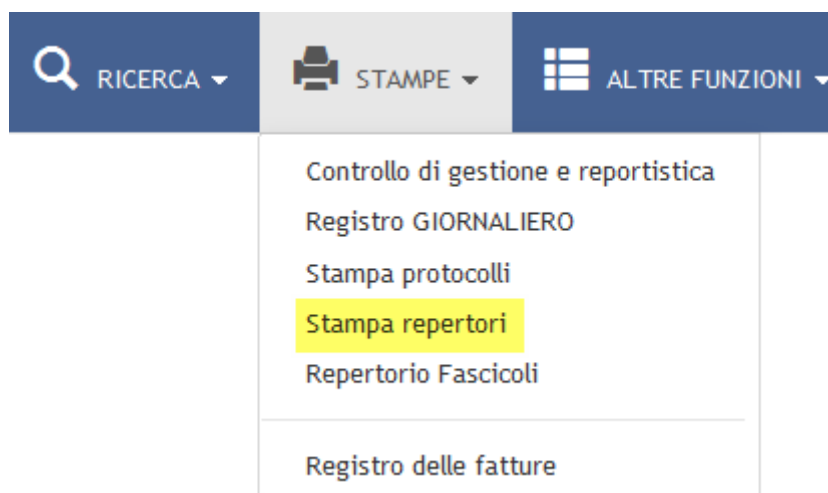 RICERCA
STAMPE
ALTRE FUNZIONI
Controllo di gestione e reportistica
Registro GIORNALIERO
Stampa protocolli
Stampa repertori
Repertorio Fascicoli
Registro delle fatture